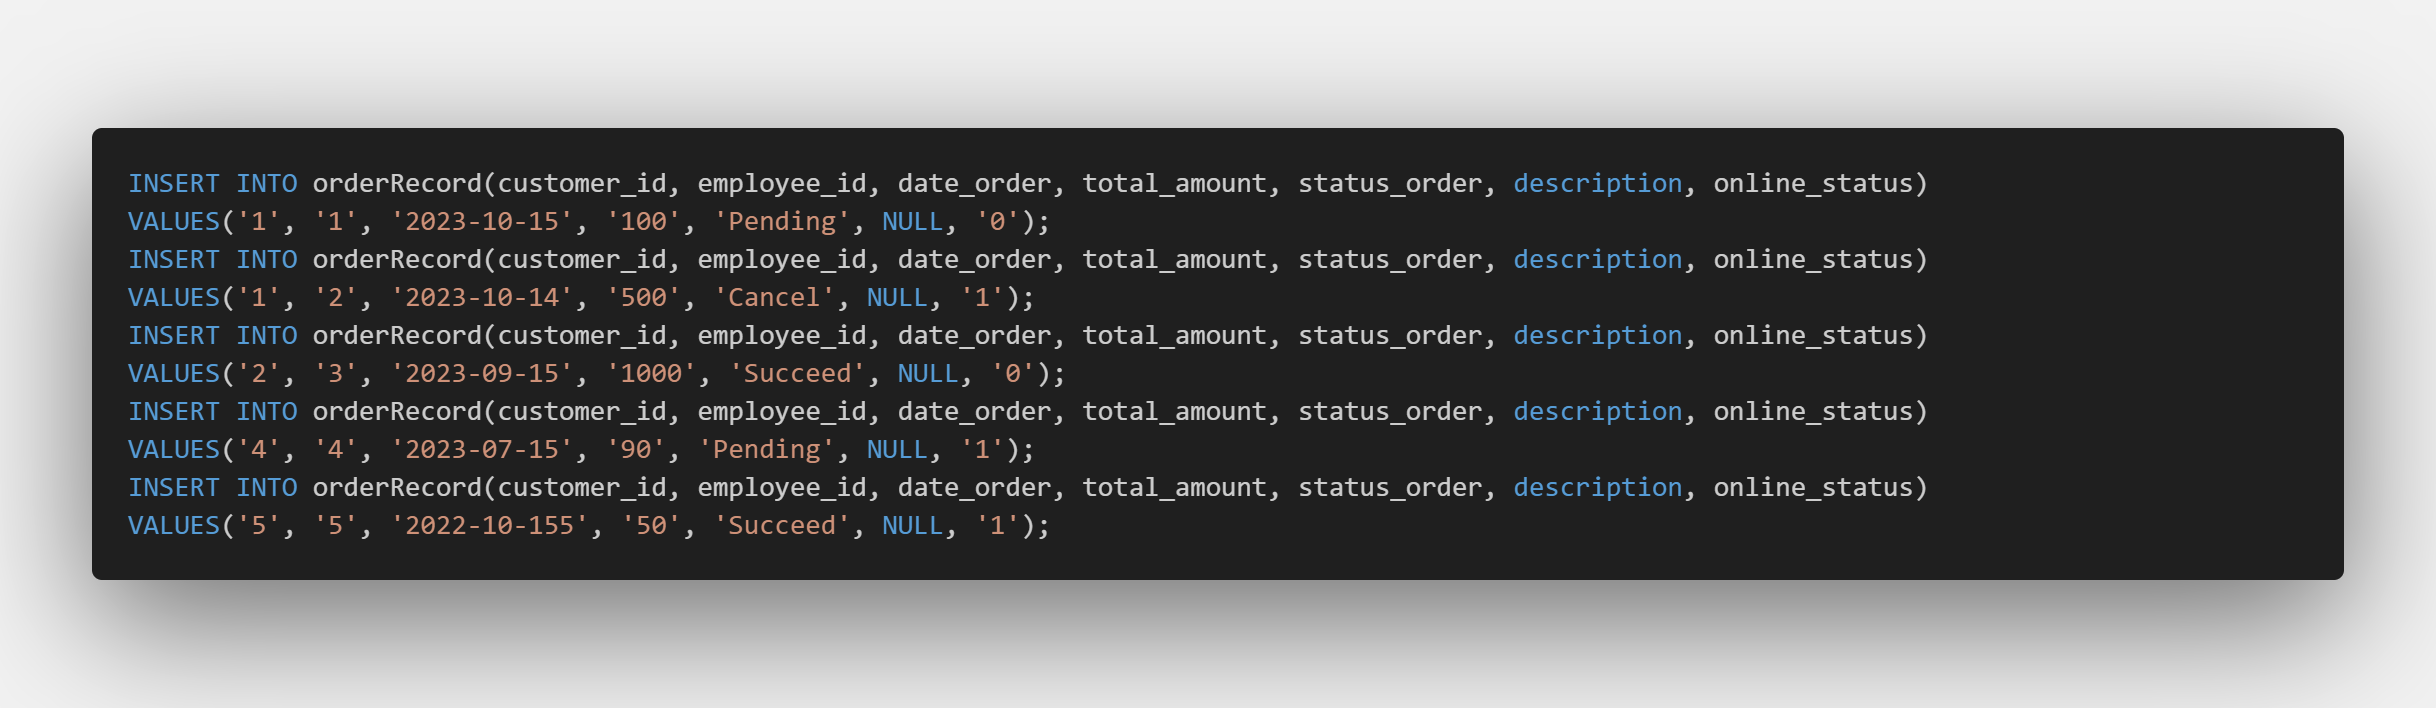 INSERT INTO orderRecord(customer_id, employee_id, date_order, total_amount, status_order, description, online_status)
VALUES('1', '1', '2023-10-15', '100', 'Pending', NULL, '0');
INSERT INTO orderRecord(customer_id, employee_id, date_order, total_amount, status_order, description, online_status)
VALUES('1', '2', '2023-10-14', '500', 'Cancel', NULL, '1');
INSERT INTO orderRecord(customer_id, employee_id, date_order, total_amount, status_order, description, online_status)
VALUES('2', '3', '2023-09-15', '1000', 'Succeed', NULL, '0');
INSERT INTO orderRecord(customer_id, employee_id, date_order, total_amount, status_order, description, online_status)
VALUES('4', '4', '2023-07-15', '90', 'Pending', NULL, '1');
INSERT INTO orderRecord(customer_id, employee_id, date_order, total_amount, status_order, description, online_status)
VALUES('5', '5', '2022-10-155', '50', 'Succeed', NULL, '1');